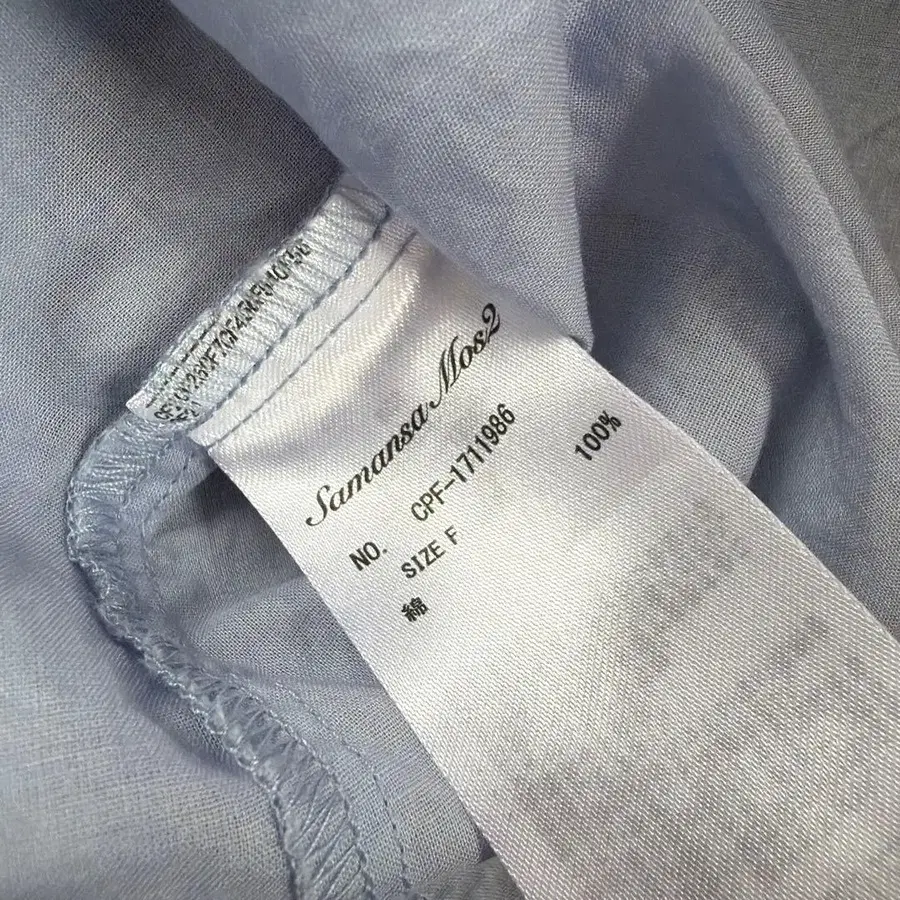 Samansa Mos2
NO. CPF-1711986
SIZE F
綿 100%